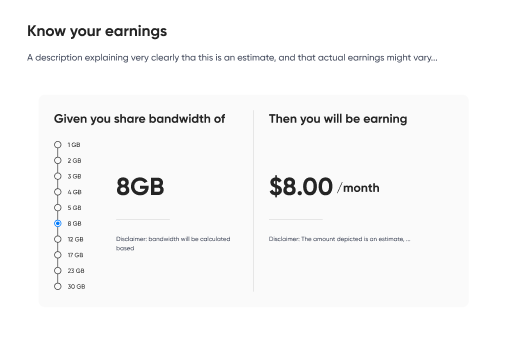 Know your earnings
A description explaining very clearly tha this is an estimate, and that actual earnings might vary...
Given you share bandwidth of
1 GB
2 GB
3 GB
4 GB
5 GB
8 GB
12 GB
17 GB
23 GB
30 GB
8GB
Disclaimer: bandwidth will be calculated
based
Then you will be earning
$8.00 /month
Disclaimer: The amount depicted is an estimate, ...